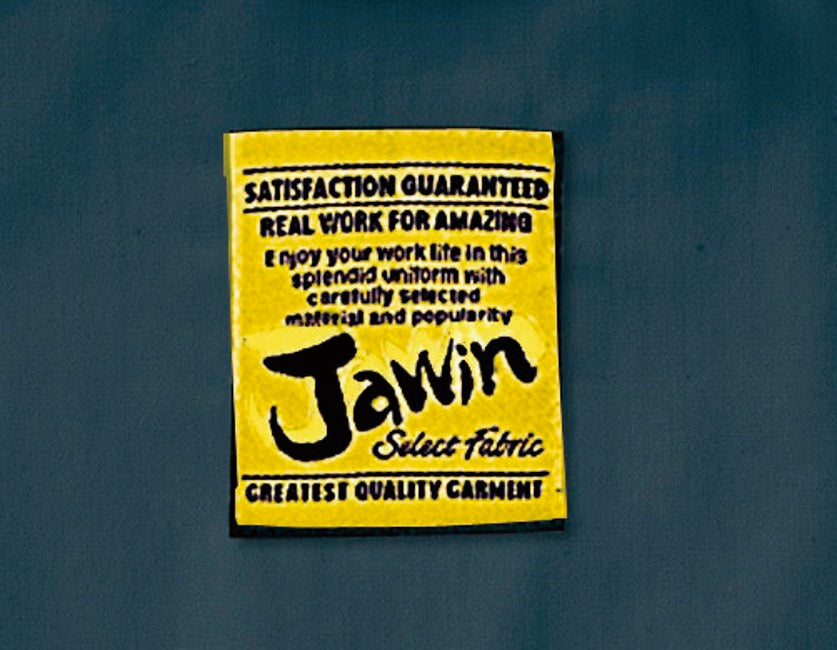 SATISFACTION GUARANTEED
REAL WORK FOR AMAZING
Enjoy your work life in this
splendid uniform with
carefully selected
material and popularity
Jawin
Select Fabric
GREATEST QUALITY GARMENT